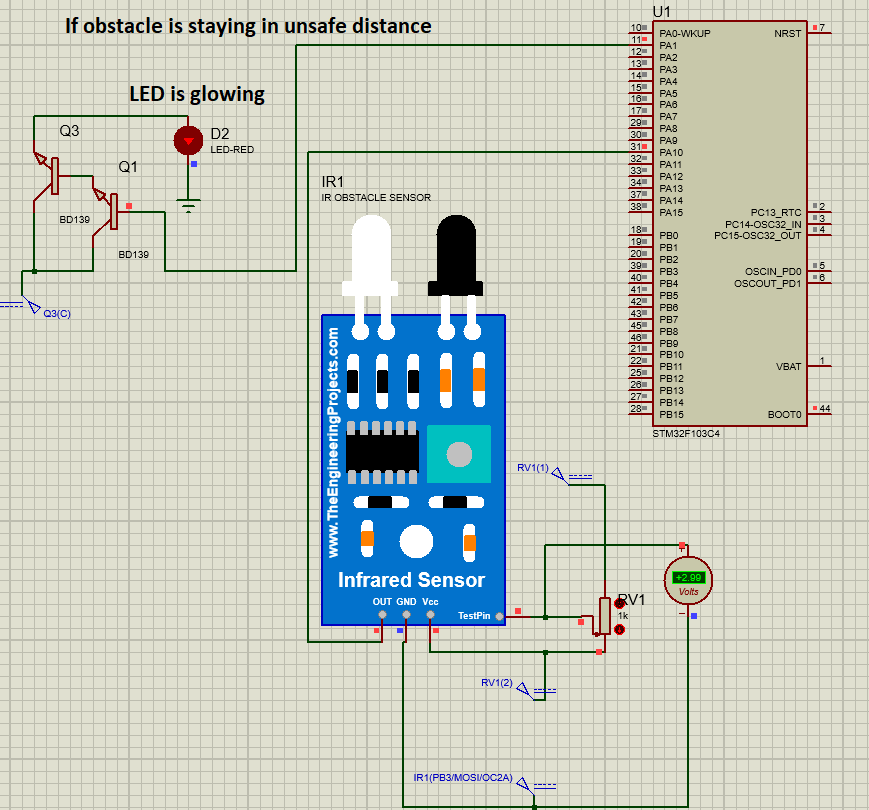 If obstacle is staying in unsafe distance
LED is glowing
Q3
Q1
BD139
BD139
D2
LED-RED
Q3(C)
IR1
IR OBSTACLE SENSOR
www.TheEngineeringProjects.com
Infrared Sensor
OUT GND Vcc
TestPin
U1
10 PA0-WKUP
11 PA1
12 PA2
13 PA3
14 PA4
15 PA5
16 PA6
17 PA7
29 PA8
30 PA9
31 PA10
32 PA11
33 PA12
34 PA13
37 PA14
38 PA15
18 PB0
19 PB1
20 PB2
39 PB3
40 PB4
41 PB5
42 PB6
43 PB7
45 PB8
46 PB9
21 PB10
22 PB11
25 PB12
26 PB13
27 PB14
28 PB15
NRST 7
PC13_RTC 2
PC14-OSC32_IN 3
PC15-OSC32_OUT 4
OSCIN_PD0 5
OSCOUT_PD1 6
VBAT 1
BOOT0 44
STM32F103C4
RV1(1)
RV1
1k
+2.99
Volts
RV1(2)
IR1(PB3/MOSI/OC2A)